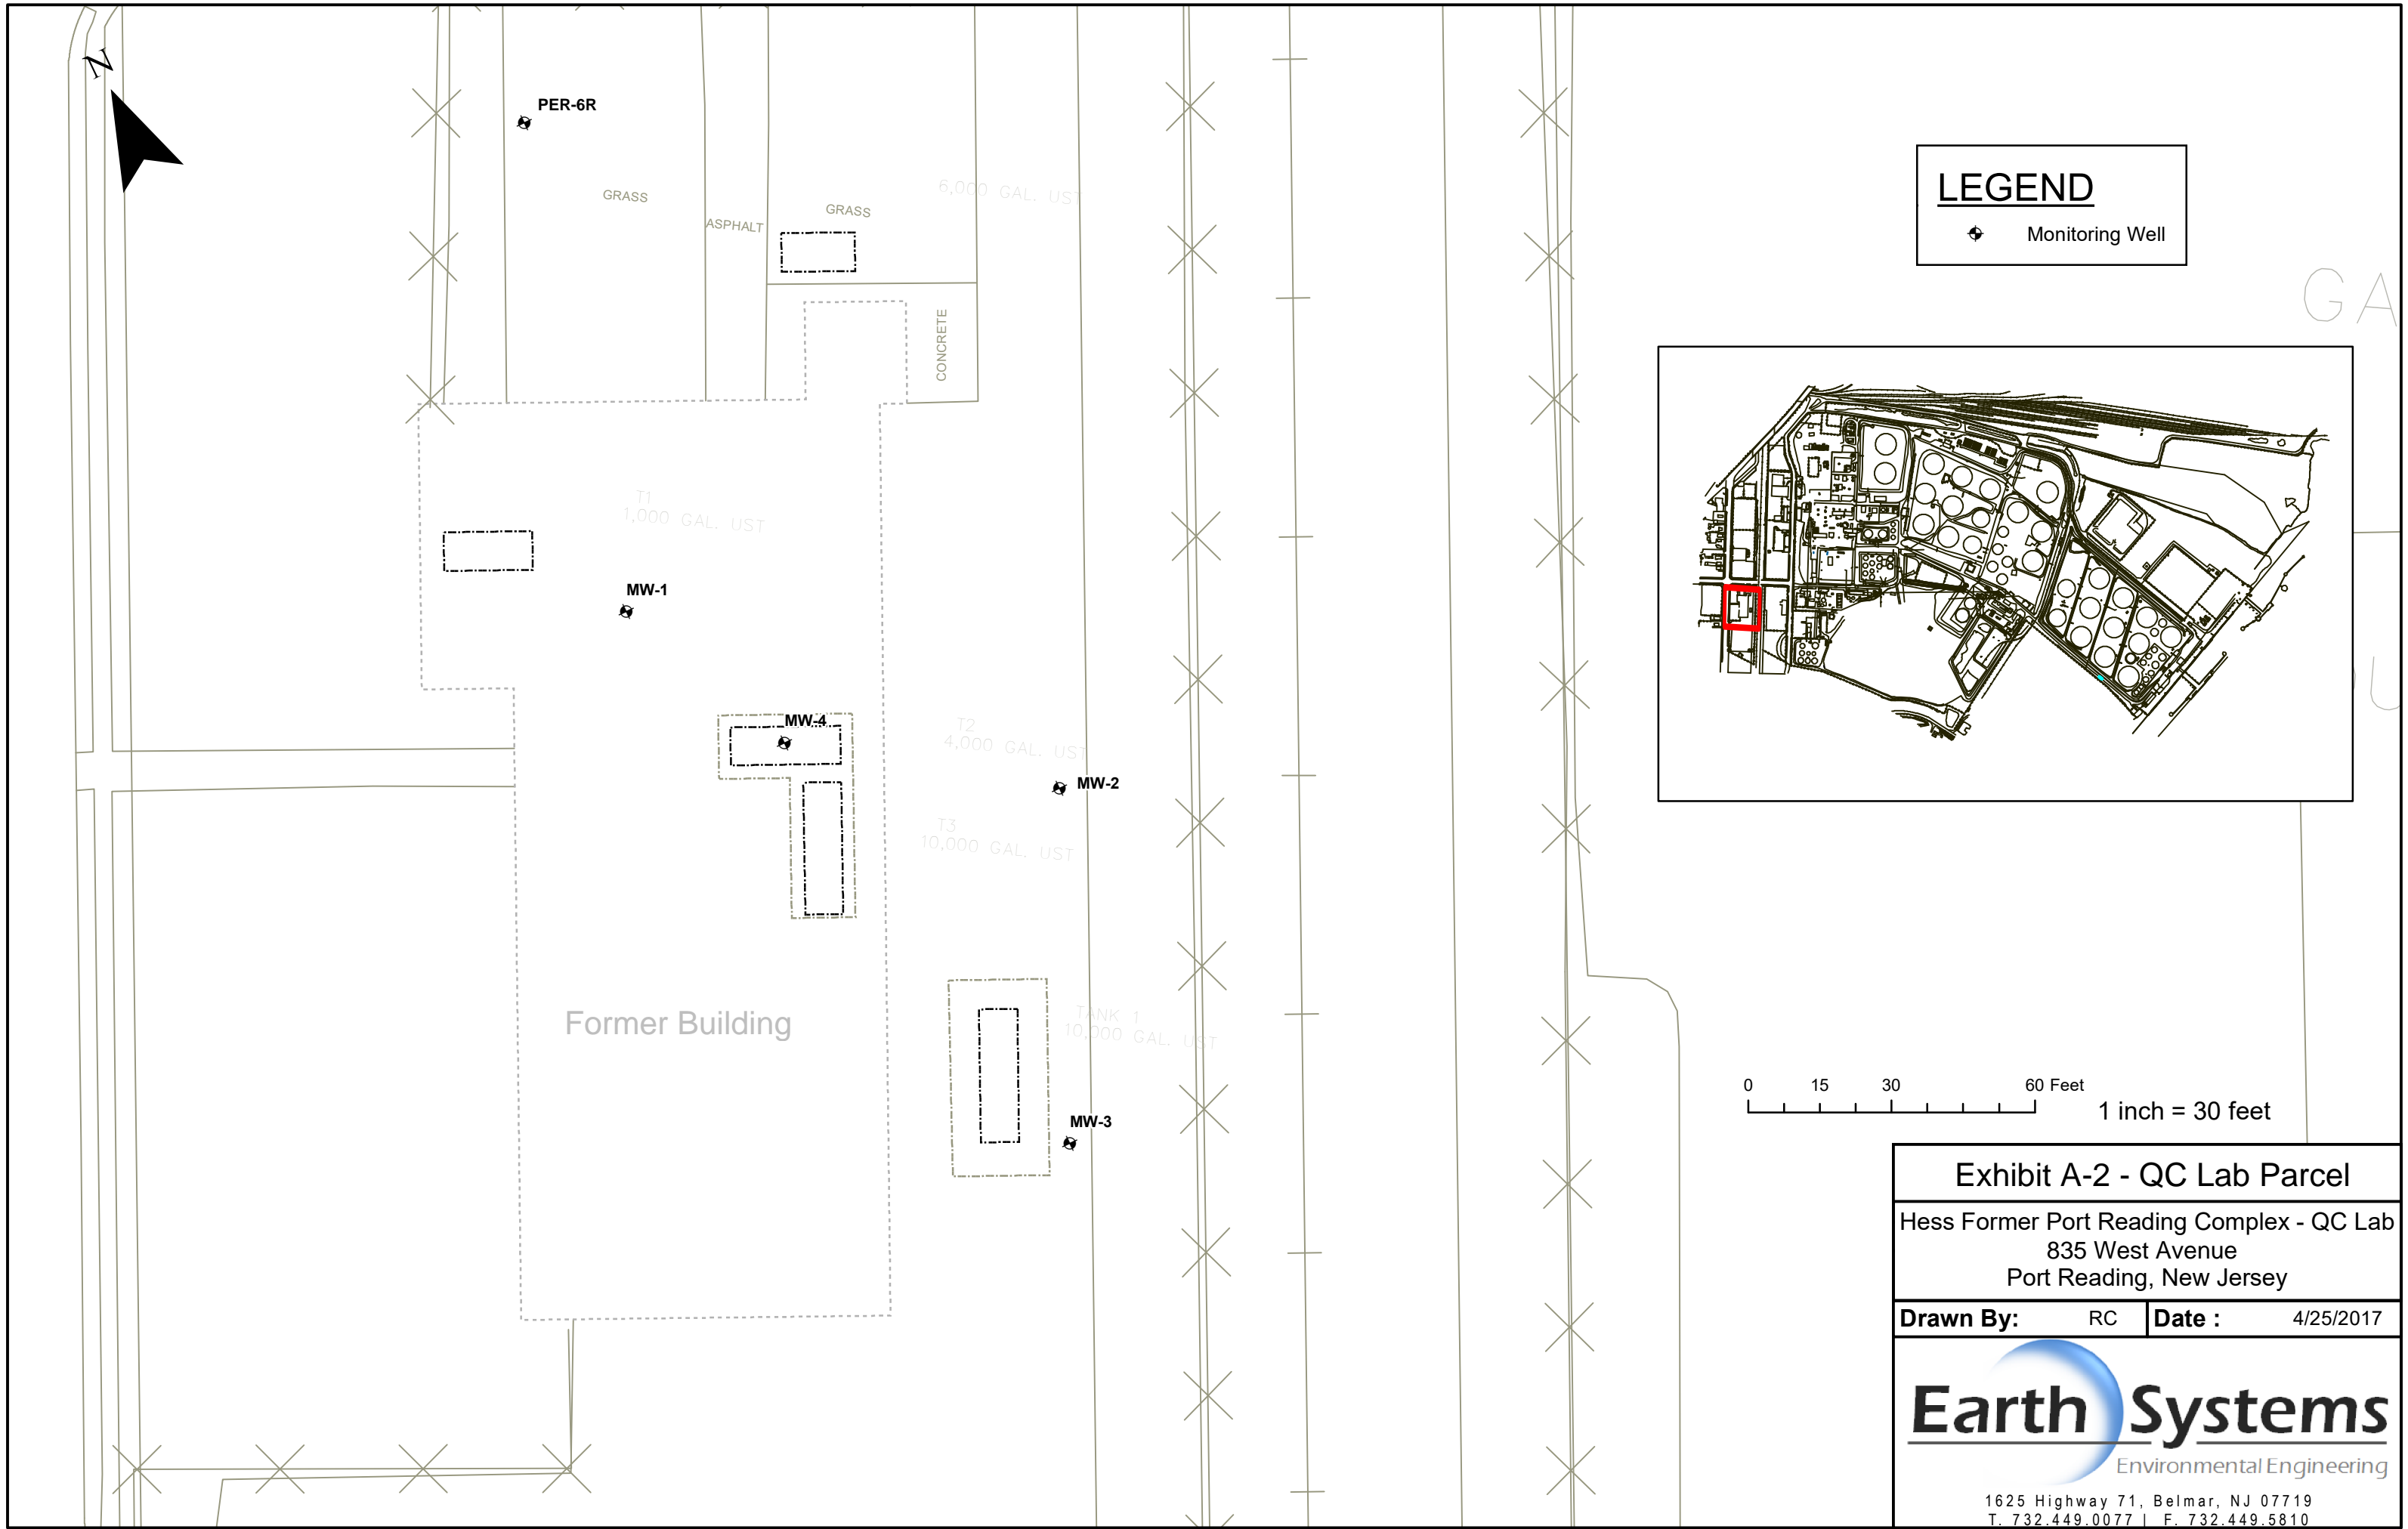 N
PER-6R
GRASS
ASPHALT
GRASS
6,000 GAL. UST
CONCRETE
T1
1,000 GAL. UST
MW-1
MW-4
T2
4,000 GAL. UST
MW-2
T3
10,000 GAL. UST
Former Building
TANK 1
10,000 GAL. UST
MW-3
LEGEND
Monitoring Well
GA
0 15 30 60 Feet
1 inch = 30 feet
Exhibit A-2 - QC Lab Parcel
Hess Former Port Reading Complex - QC Lab
835 West Avenue
Port Reading, New Jersey
Drawn By: RC Date : 4/25/2017
Earth Systems
Environmental Engineering
1625 Highway 71, Belmar, NJ 07719
T. 732.449.0077 | F. 732.449.5810